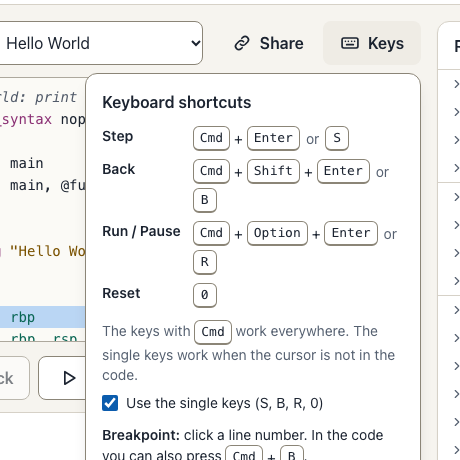 Hello World
Share
Keys
rld: print
_syntax nop
main
main, @fu
"Hello Wo
rbp
rbp, rsp
ck
Keyboard shortcuts
Step Cmd + Enter or S
Back Cmd + Shift + Enter or
B
Run / Pause Cmd + Option + Enter or
R
Reset 0
The keys with Cmd work everywhere. The
single keys work when the cursor is not in the
code.
Use the single keys (S, B, R, 0)
Breakpoint: click a line number. In the code
you can also press Cmd + B